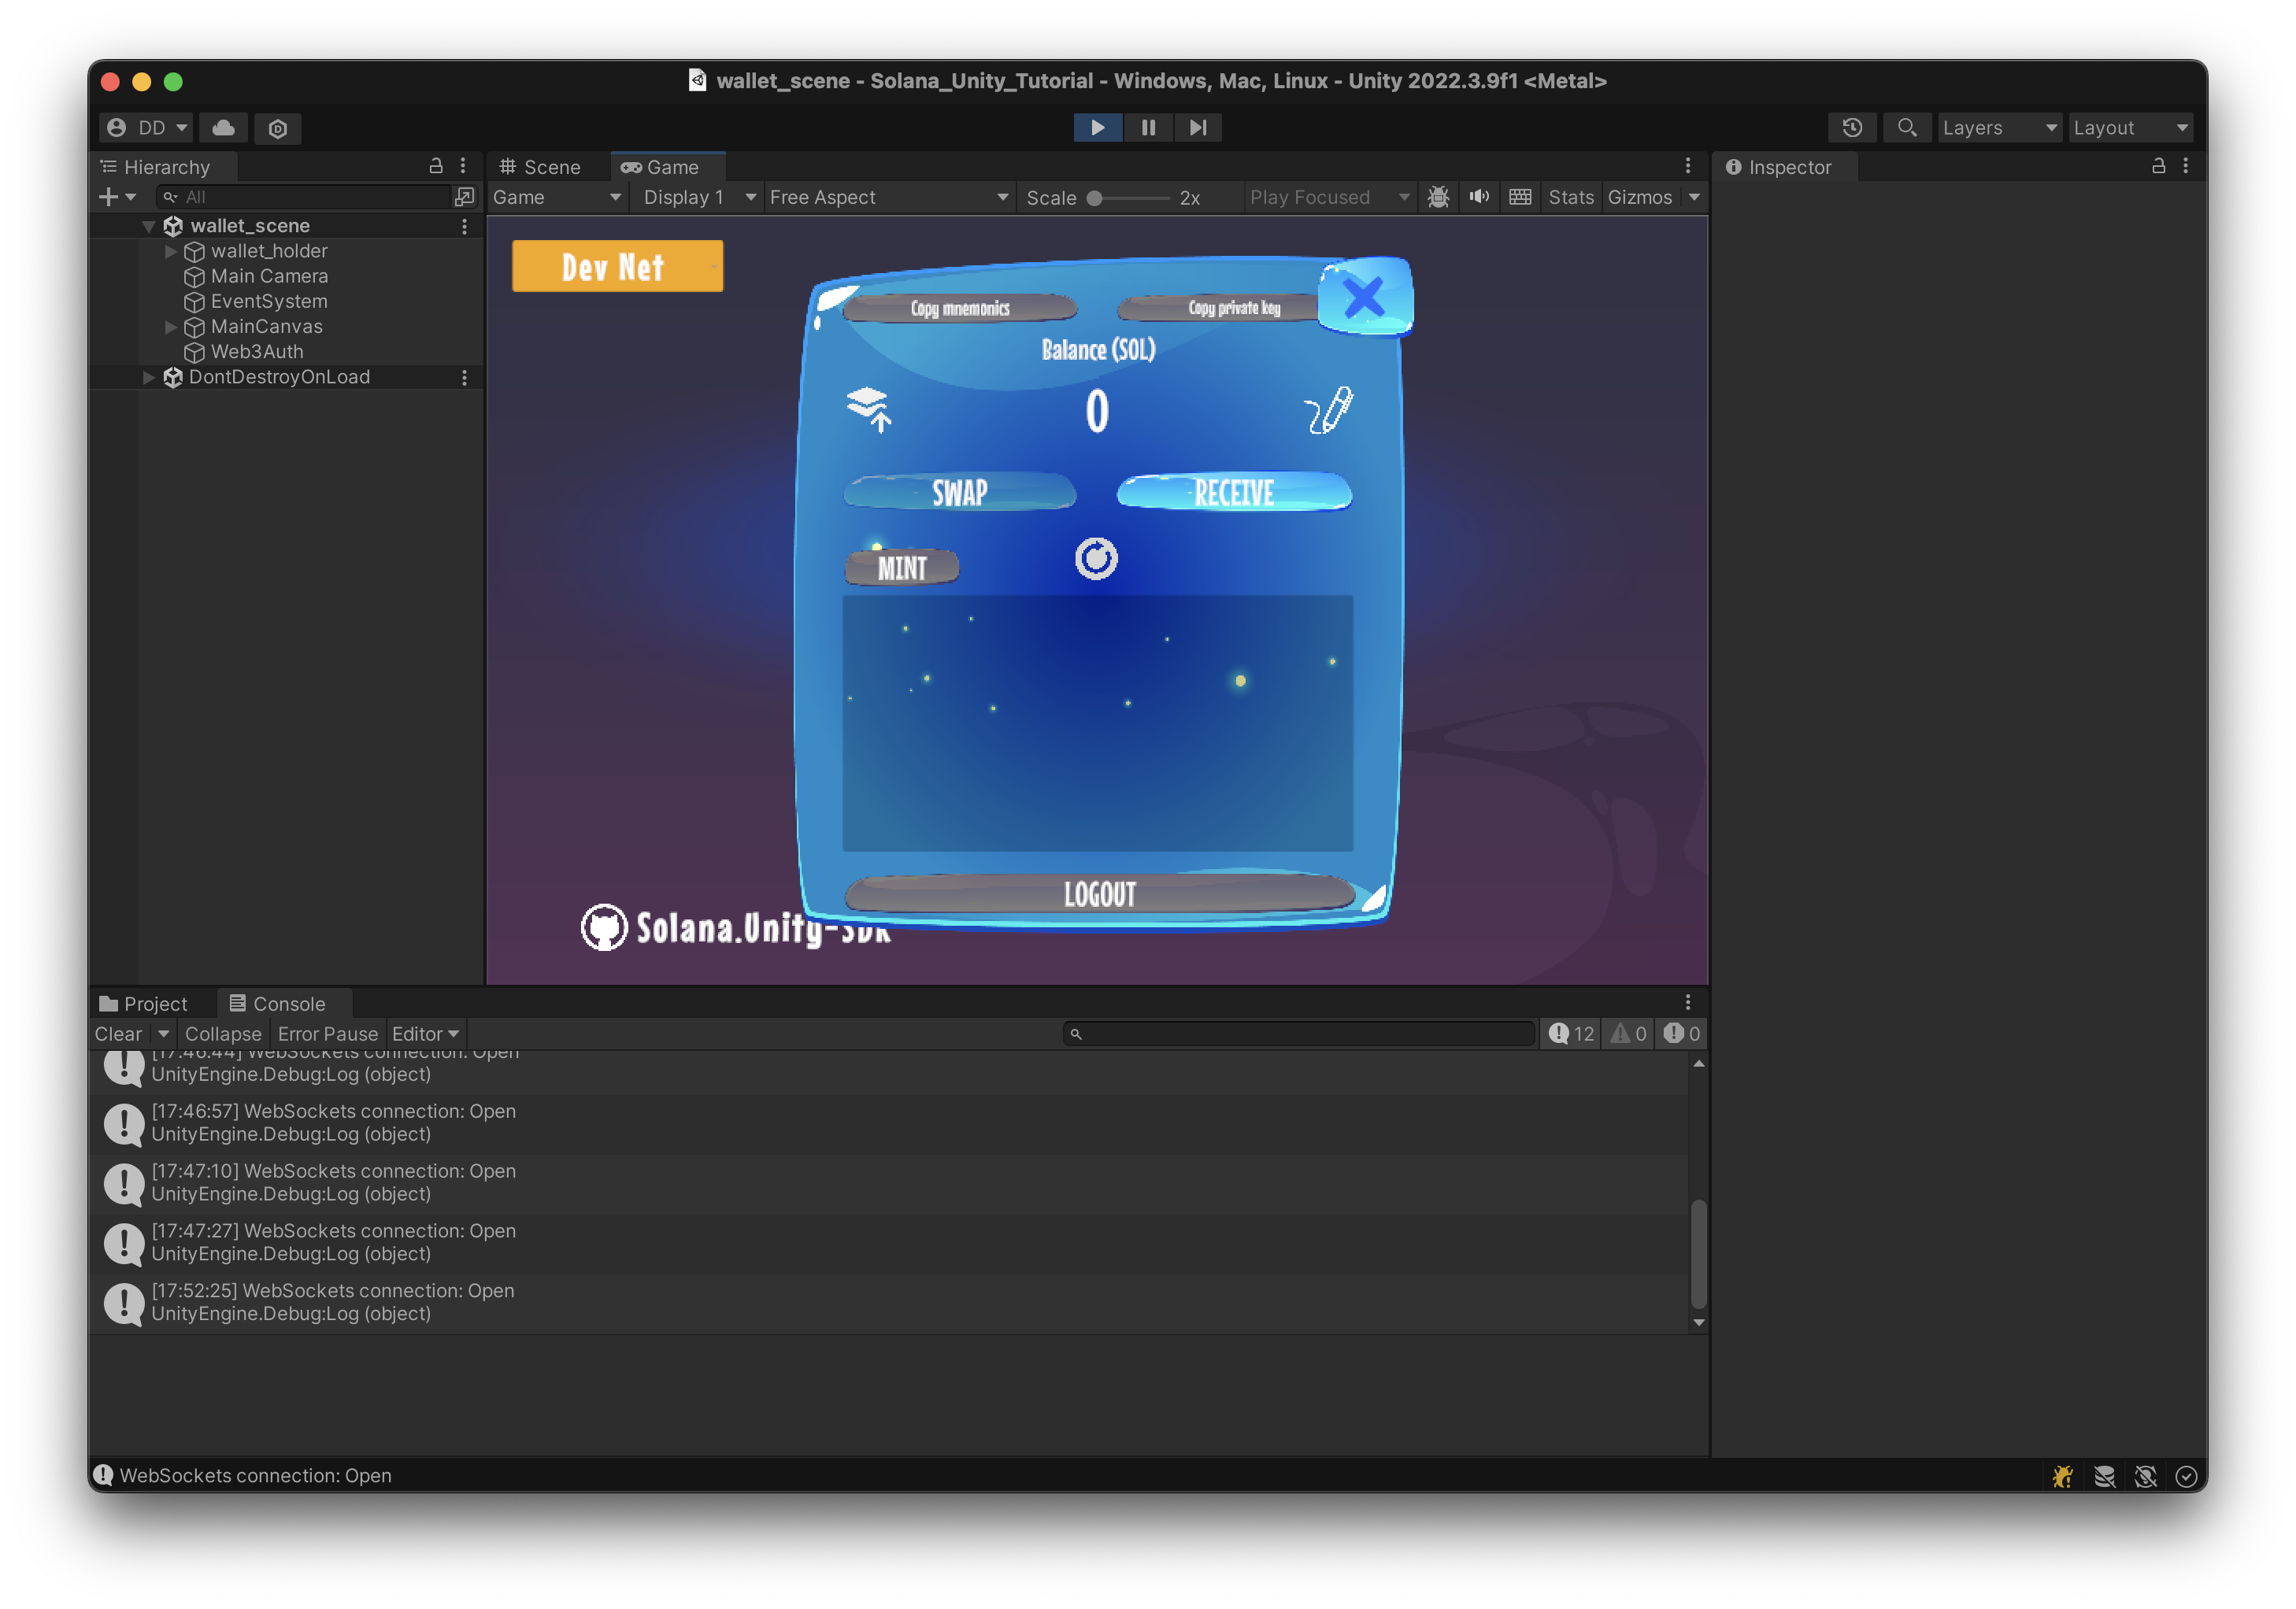 wallet_scene - Solana_Unity_Tutorial - Windows, Mac, Linux - Unity 2022.3.9f1 <Metal>
DD
Layers
Layout
Hierarchy
All
wallet_scene
wallet_holder
Main Camera
EventSystem
MainCanvas
Web3Auth
DontDestroyOnLoad
Scene
Game
Game
Display 1
Free Aspect
Scale
2x
Play Focused
Stats
Gizmos
Dev Net
Copy mnemonics
Copy private key
Balance (SOL)
0
SWAP
RECEIVE
MINT
LOGOUT
Solana.Unity-SDK
Inspector
Project
Console
Clear
Collapse
Error Pause
Editor
12
0
0
[17:46:44] WebSockets connection: Open
UnityEngine.Debug:Log (object)
[17:46:57] WebSockets connection: Open
UnityEngine.Debug:Log (object)
[17:47:10] WebSockets connection: Open
UnityEngine.Debug:Log (object)
[17:47:27] WebSockets connection: Open
UnityEngine.Debug:Log (object)
[17:52:25] WebSockets connection: Open
UnityEngine.Debug:Log (object)
WebSockets connection: Open